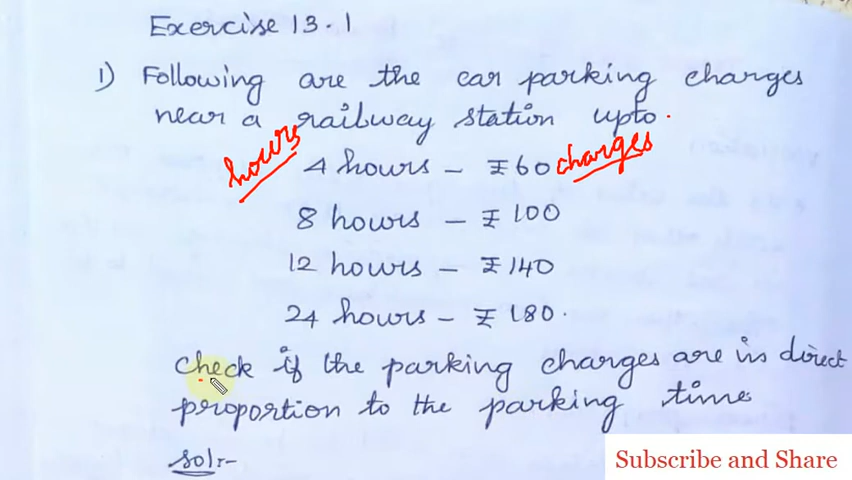 Exercise 13.1
1) Following are the car parking charges
near a railway station upto.
hours 4 hours - ₹60 charges
8 hours - ₹100
12 hours - ₹140
24 hours - ₹180.
check if the parking charges are in direct
proportion to the parking time
Sol:-
Subscribe and Share